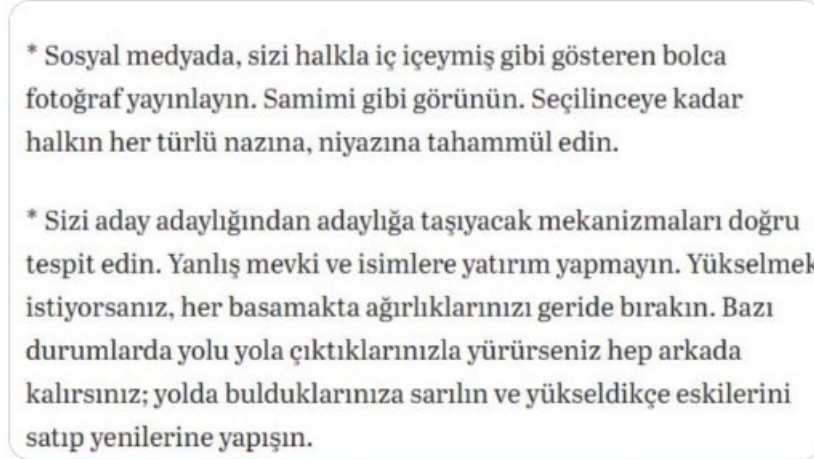 * Sosyal medyada, sizi halkla iç içeymiş gibi gösteren bolca
fotoğraf yayınlayın. Samimi gibi görünün. Seçilinceye kadar
halkın her türlü nazına, niyazına tahammül edin.
* Sizi aday adaylığından adaylığa taşıyacak mekanizmaları doğru
tespit edin. Yanlış mevki ve isimlere yatırım yapmayın. Yükselmek
istiyorsanız, her basamakta ağırlıklarınızı geride bırakın. Bazı
durumlarda yolu yola çıktıklarınızla yürürseniz hep arkada
kalırsınız; yolda bulduklarınıza sarılın ve yükseldikçe eskilerini
satıp yenilerine yapışın.